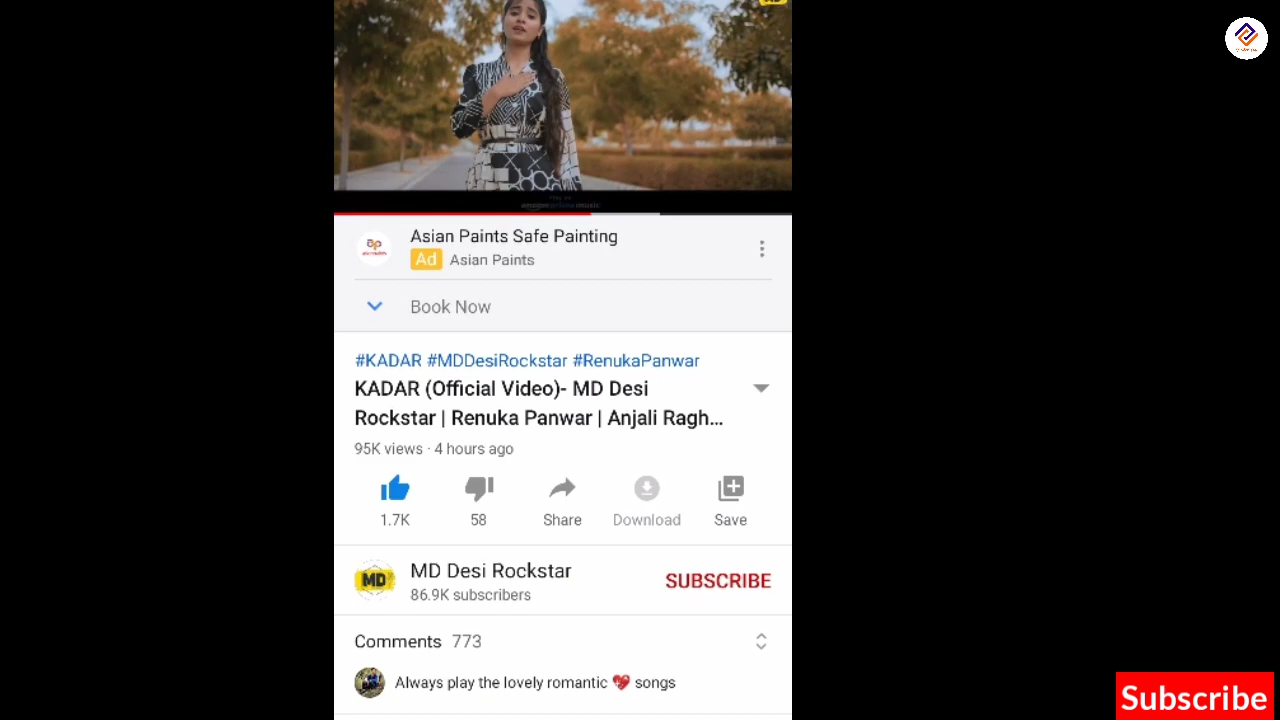 Asian Paints Safe Painting
Ad Asian Paints
Book Now
#KADAR #MDDesiRockstar #RenukaPanwar
KADAR (Official Video)- MD Desi
Rockstar | Renuka Panwar | Anjali Ragh...
95K views · 4 hours ago
1.7K 58 Share Download Save
MD
MD Desi Rockstar
86.9K subscribers
SUBSCRIBE
Comments 773
Always play the lovely romantic 💖 songs
Subscribe